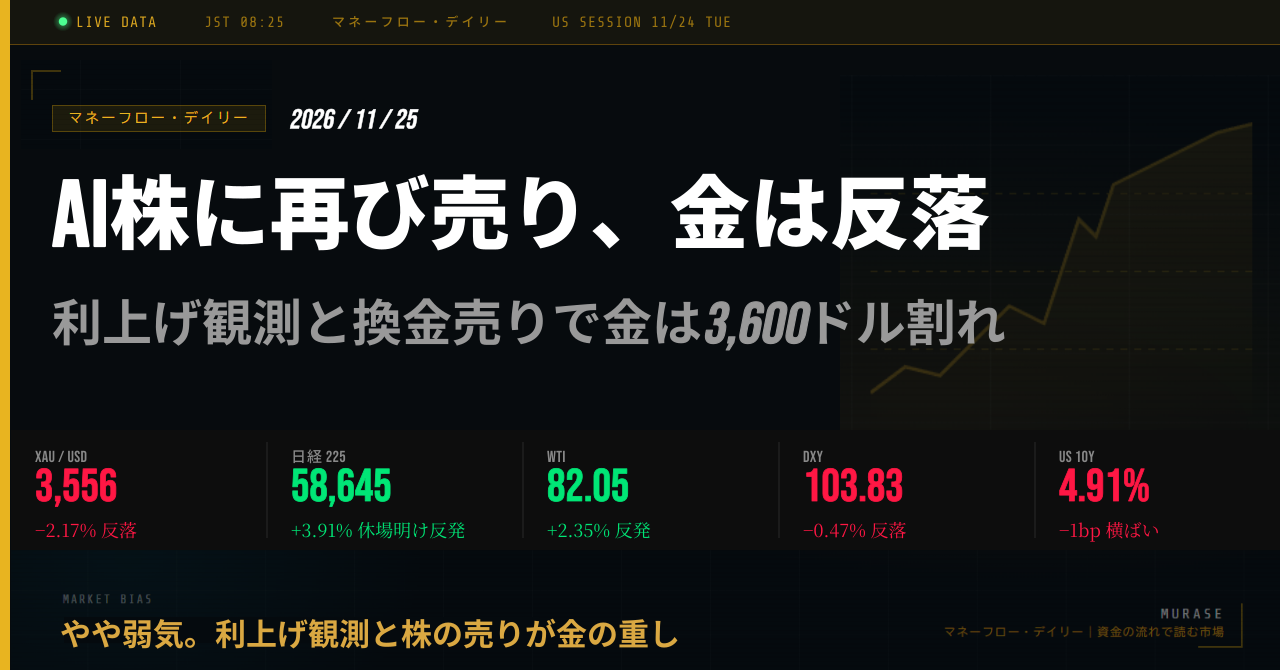 LIVE DATA JST 08:25 マネーフロー・デイリー US SESSION 11/24 TUE
マネーフロー・デイリー 2026 / 11 / 25
AI株に再び売り、金は反落
利上げ観測と換金売りで金は3,600ドル割れ
XAU / USD
3,556
−2.17% 反落
日経 225
58,645
+3.91% 休場明け反発
WTI
82.05
+2.35% 反発
DXY
103.83
−0.47% 反落
US 10Y
4.91%
−1bp 横ばい
MARKET BIAS
やや弱気。利上げ観測と株の売りが金の重し
MURASE
マネーフロー・デイリー｜資金の流れで読む市場